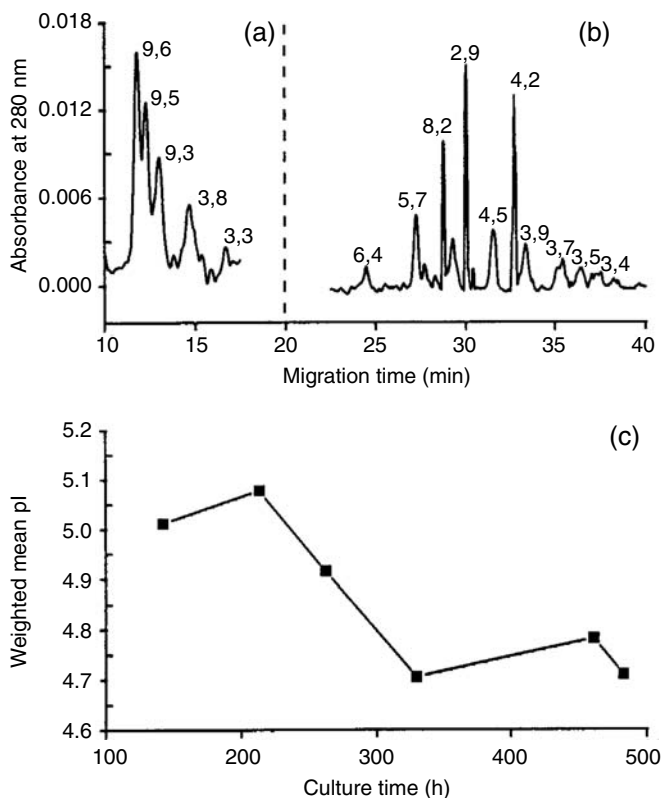 0.018
(a)
(b)
9,6
2,9
4,2
0.012
9,5
8,2
9,3
5,7
4,5
0.006
3,8
3,9
3,3
6,4
3,7
3,5
3,4
0.000
Absorbance at 280 nm
10 15 20 25 30 35 40
Migration time (min)
(c)
5.2
5.1
5.0
4.9
4.8
4.7
4.6
Weighted mean pI
100 200 300 400 500
Culture time (h)